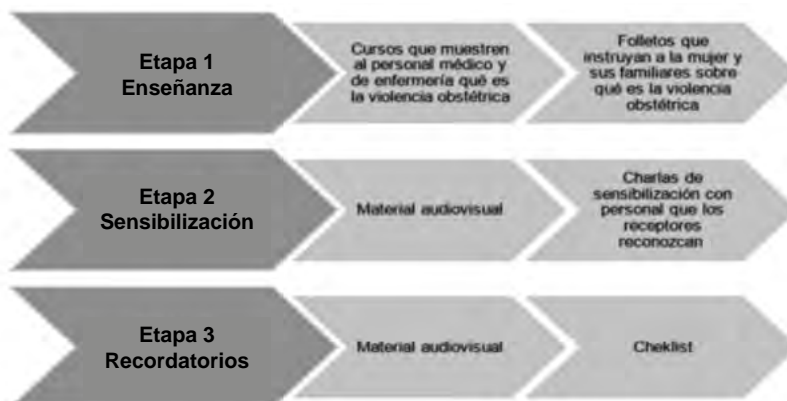 Etapa 1
Enseñanza
Cursos que muestren
al personal médico y
de enfermería qué es
la violencia obstétrica
Folletos que
instruyan a la mujer y
sus familiares sobre
qué es la violencia
obstétrica
Etapa 2
Sensibilización
Material audiovisual
Charlas de
sensibilización con
personal que los
receptores
reconozcan
Etapa 3
Recordatorios
Material audiovisual
Cheklist